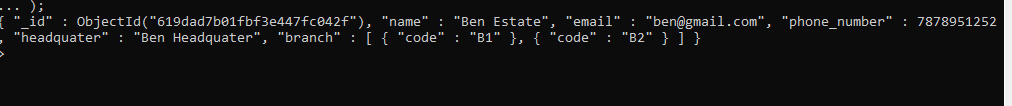 ... );
{ "_id" : ObjectId("619dad7b01fbf3e447fc042f"), "name" : "Ben Estate", "email" : "ben@gmail.com", "phone_number" : 7878951252
, "headquater" : "Ben Headquater", "branch" : [ { "code" : "B1" }, { "code" : "B2" } ] }
>